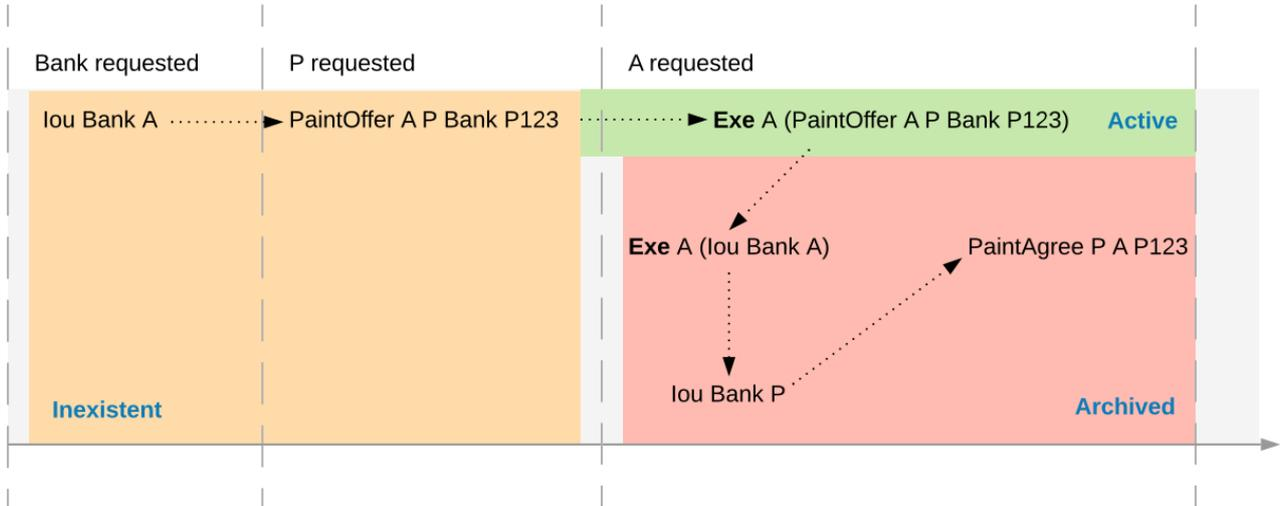 Bank requested
P requested
A requested
Iou Bank A
PaintOffer A P Bank P123
Exe A (PaintOffer A P Bank P123)
Active
Exe A (Iou Bank A)
PaintAgree P A P123
Iou Bank P
Inexistent
Archived